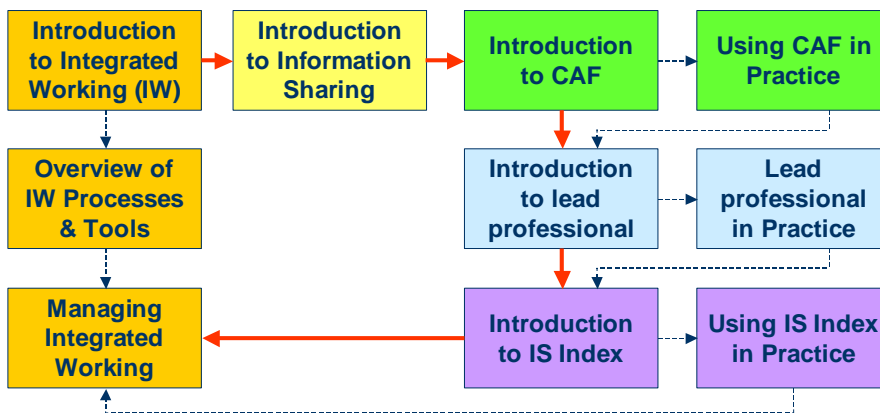 Introduction
to Integrated
Working (IW)
Introduction
to Information
Sharing
Introduction
to CAF
Using CAF in
Practice
Overview of
IW Processes
& Tools
Introduction
to lead
professional
Lead
professional
in Practice
Managing
Integrated
Working
Introduction
to IS Index
Using IS Index
in Practice